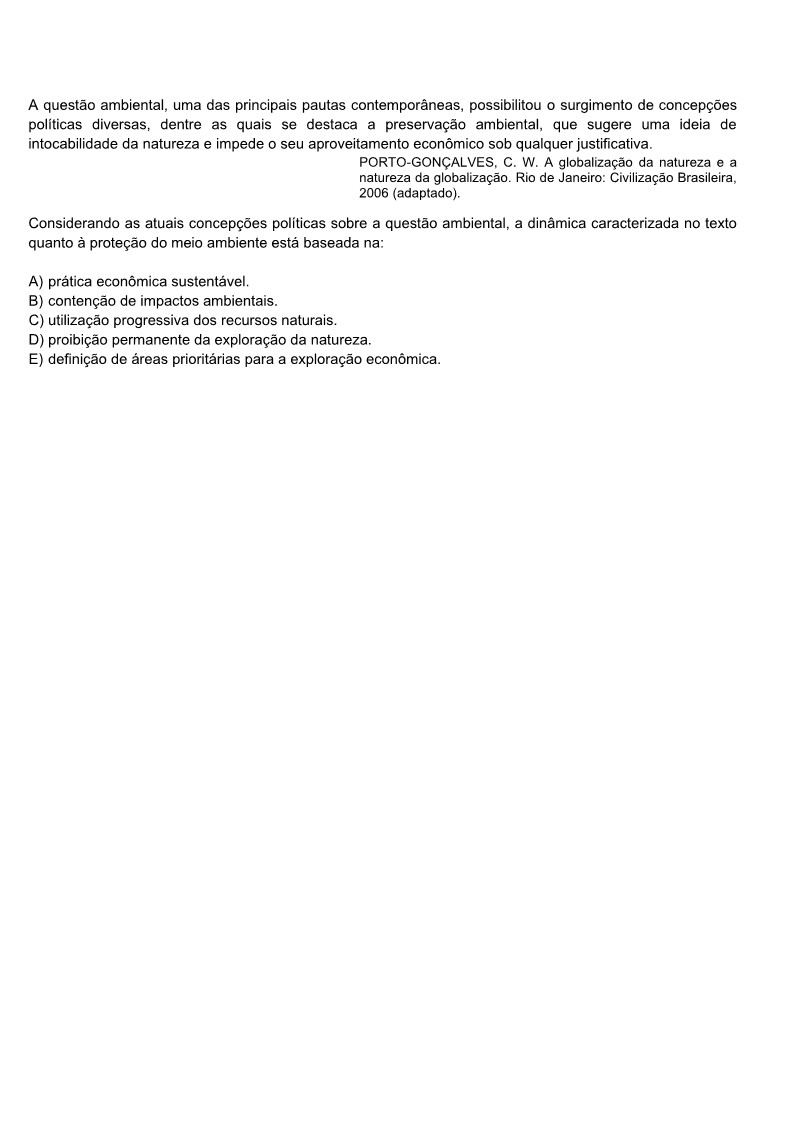 A questão ambiental, uma das principais pautas contemporâneas, possibilitou o surgimento de concepções
políticas diversas, dentre as quais se destaca a preservação ambiental, que sugere uma ideia de
intocabilidade da natureza e impede o seu aproveitamento econômico sob qualquer justificativa.
PORTO-GONÇALVES, C. W. A globalização da natureza e a
natureza da globalização. Rio de Janeiro: Civilização Brasileira,
2006 (adaptado).
Considerando as atuais concepções políticas sobre a questão ambiental, a dinâmica caracterizada no texto
quanto à proteção do meio ambiente está baseada na:
A) prática econômica sustentável.
B) contenção de impactos ambientais.
C) utilização progressiva dos recursos naturais.
D) proibição permanente da exploração da natureza.
E) definição de áreas prioritárias para a exploração econômica.